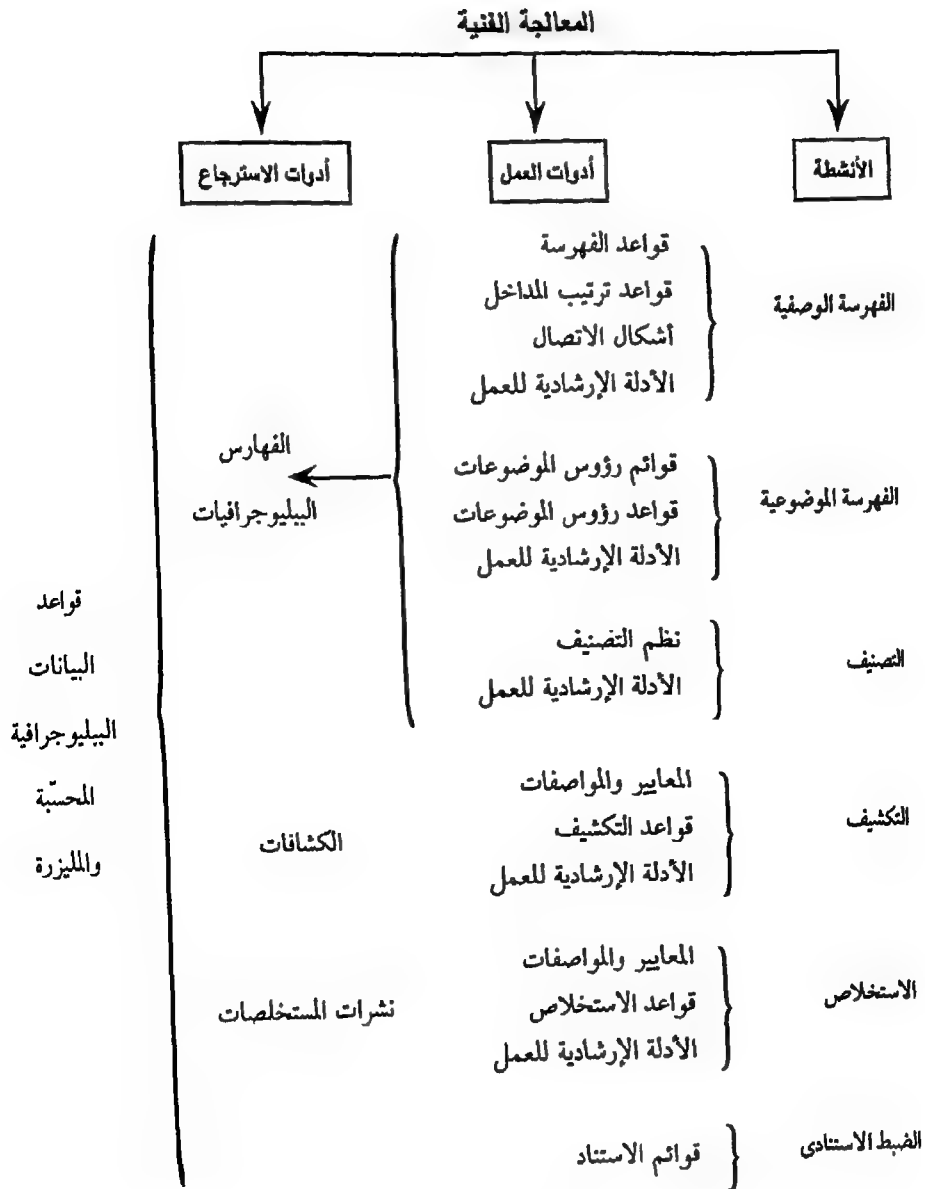 المعالجة الفنية
الأنشطة
أدوات العمل
أدوات الاسترجاع
الفهرسة الوصفية
قواعد الفهرسة
قواعد ترتيب المداخل
أشكال الاتصال
الأدلة الإرشادية للعمل
الفهرسة الموضوعية
قوائم رؤوس الموضوعات
قواعد رؤوس الموضوعات
الأدلة الإرشادية للعمل
التصنيف
نظم التصنيف
الأدلة الإرشادية للعمل
الفهارس
الببليوجرافيات
التكشيف
المعايير والمواصفات
قواعد التكشيف
الأدلة الإرشادية للعمل
الكشافات
الاستخلاص
المعايير والمواصفات
قواعد الاستخلاص
الأدلة الإرشادية للعمل
نشرات المستخلصات
الضبط الاستنادى
قوائم الاستناد
قواعد
البيانات
الببليوجرافية
المحسّبة
والمليزرة